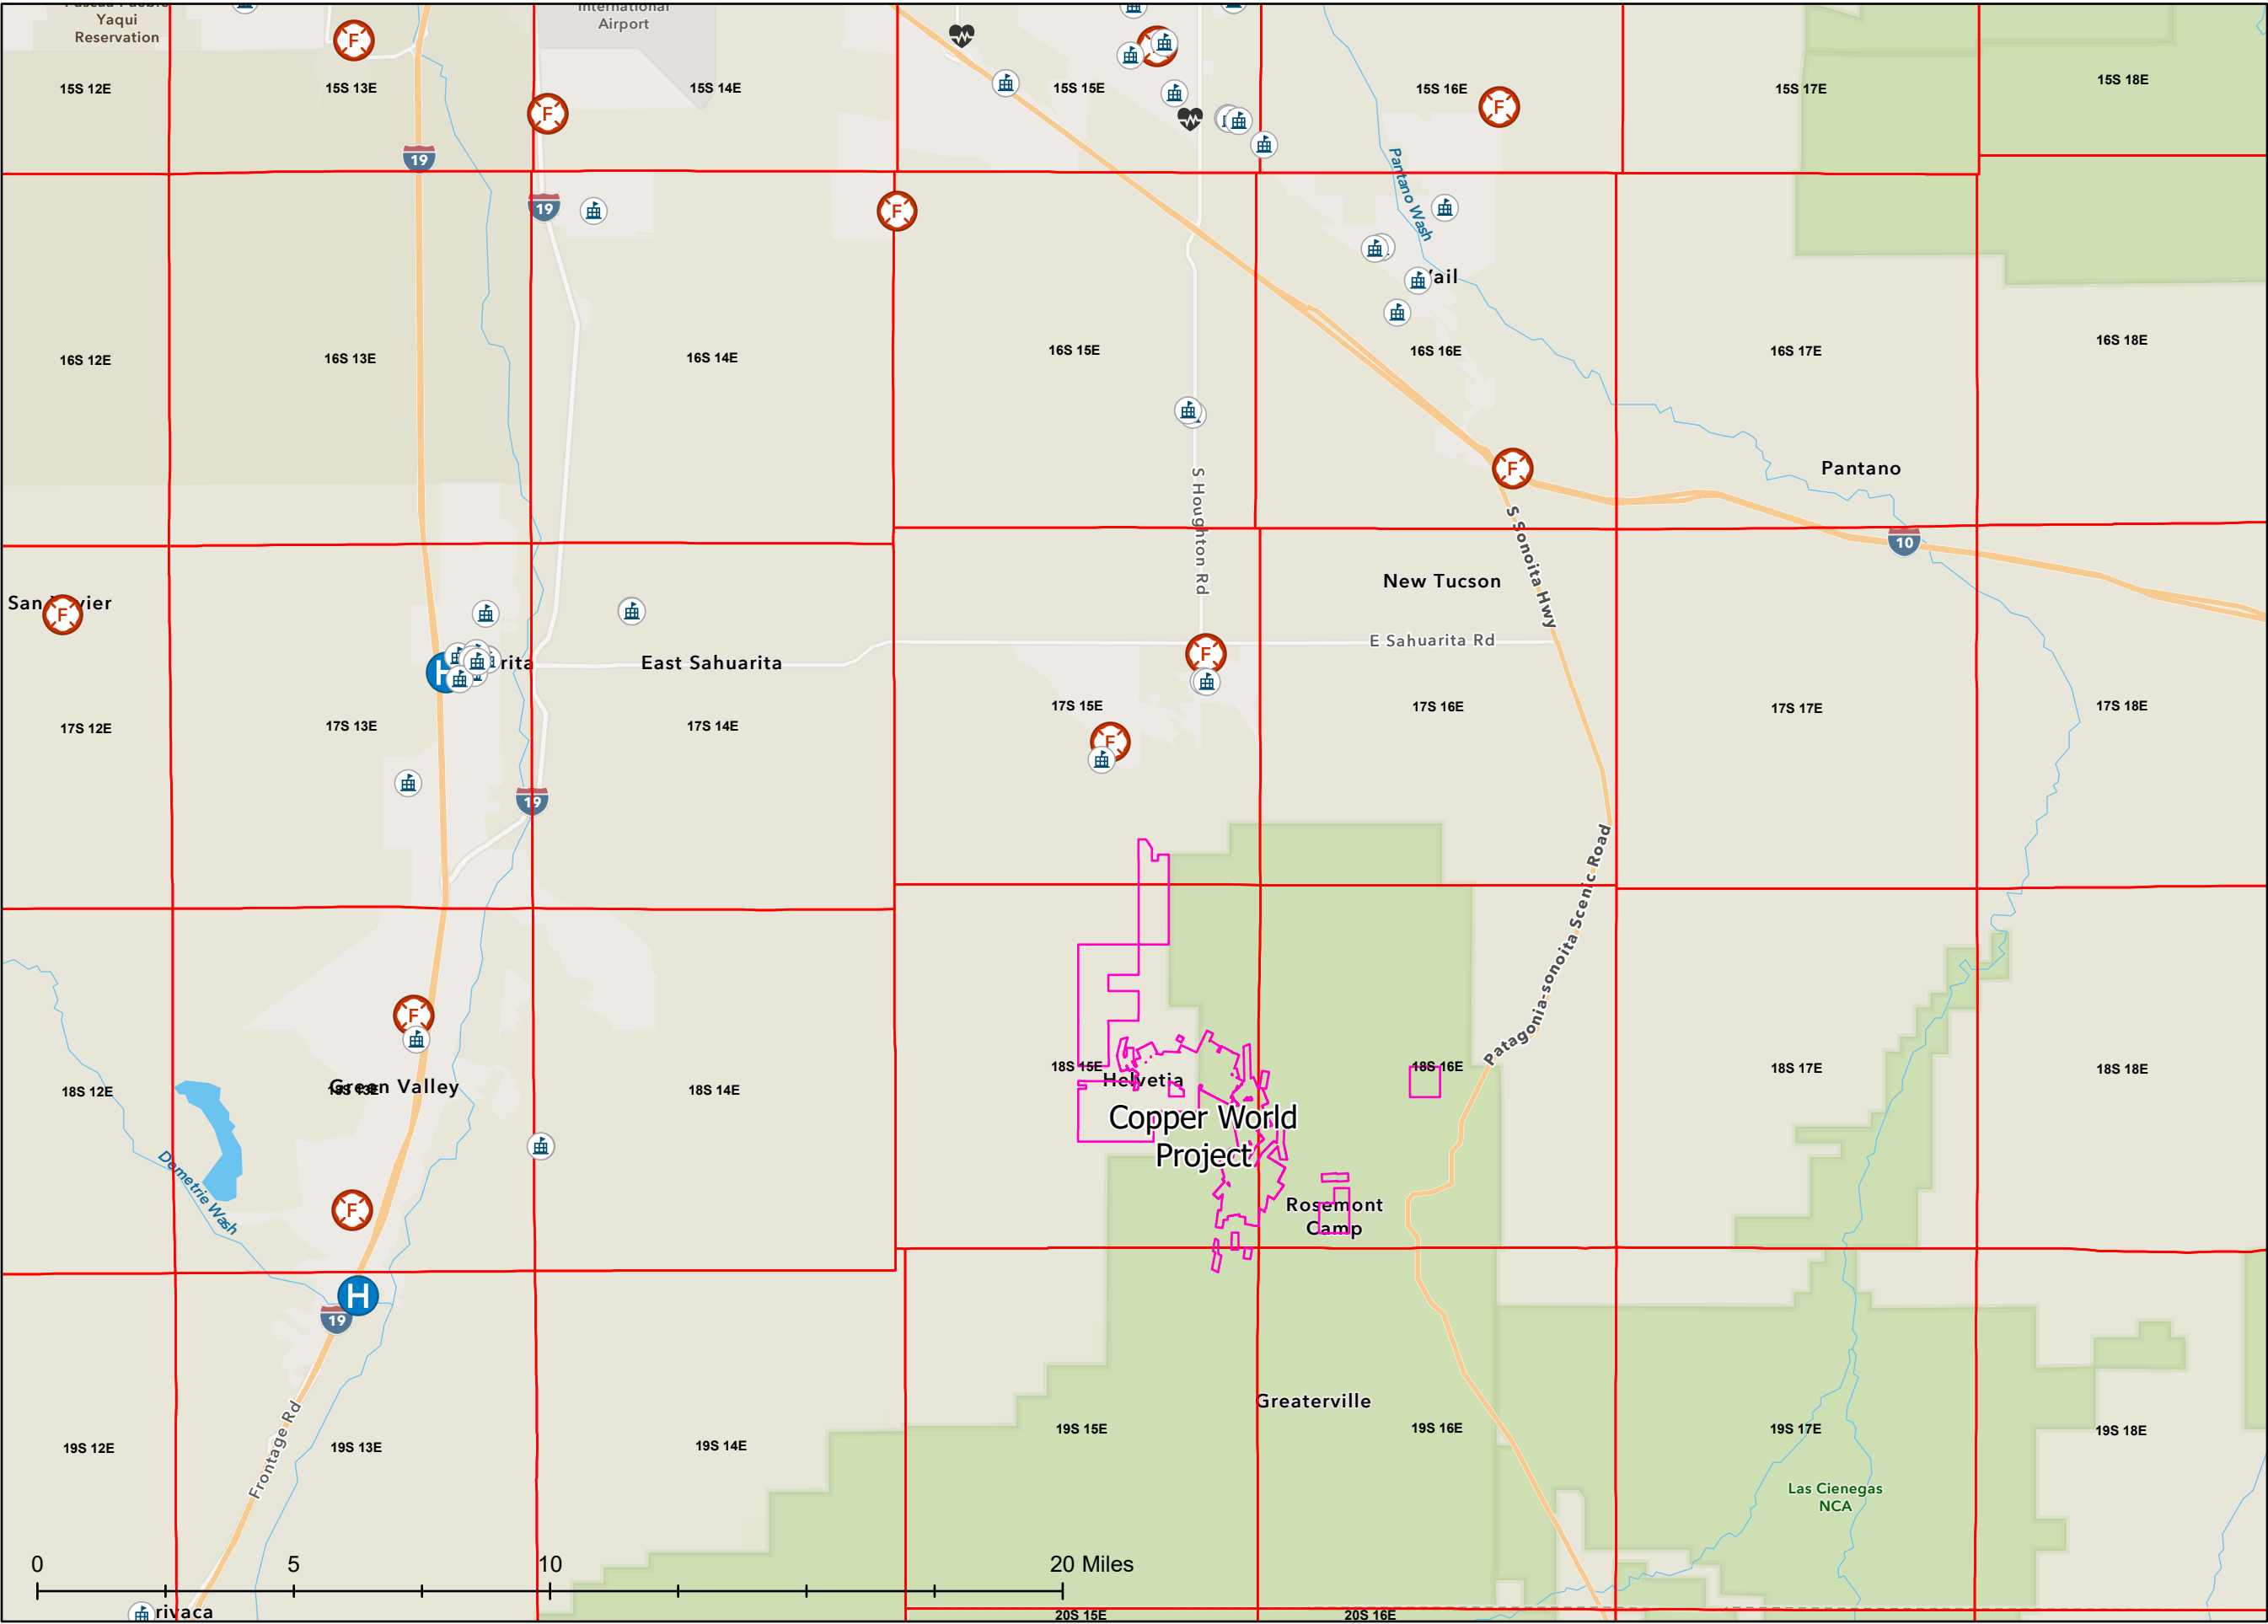 Yaqui
Reservation
International
Airport
15S 12E
15S 13E
15S 14E
15S 15E
15S 16E
15S 17E
15S 18E
F
F
F
19
19
F
Pantano Wash
16S 12E
16S 13E
16S 14E
16S 15E
16S 16E
16S 17E
16S 18E
F
Pantano
S Houghton Rd
S Sonoita Hwy
10
New Tucson
F
E Sahuarita Rd
F
H
East Sahuarita
17S 12E
17S 13E
17S 14E
17S 15E
17S 16E
17S 17E
17S 18E
F
19
Patagonia-sonoita Scenic Road
F
18S 12E
18S 13E
Green Valley
18S 14E
18S 15E
18S 16E
18S 17E
18S 18E
Helvetia
Copper World
Project
Demetrie Wash
F
Rosemont
Camp
H
19
Greaterville
Frontage Rd
19S 12E
19S 13E
19S 14E
19S 15E
19S 16E
19S 17E
19S 18E
Las Cienegas
NCA
0 5 10 20 Miles
20S 15E
20S 16E